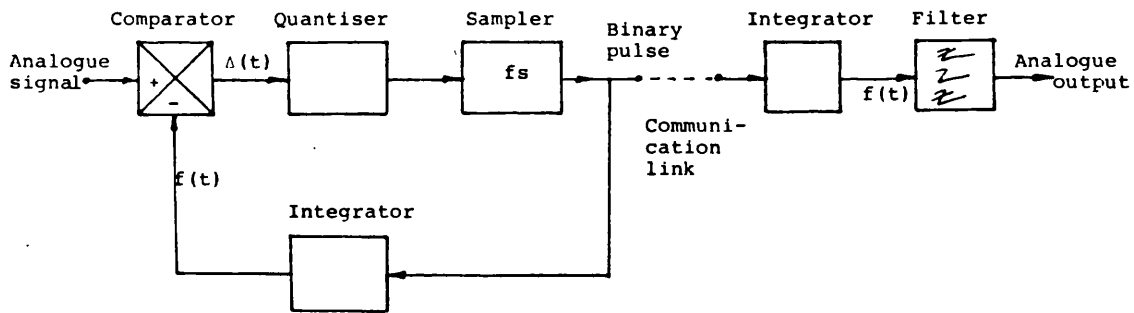 Comparator
Quantiser
Sampler
Integrator
Filter
Binary
pulse
Analogue
signal
+
−
Δ(t)
fs
f(t)
Analogue
output
Communi-
cation
link
f(t)
Integrator